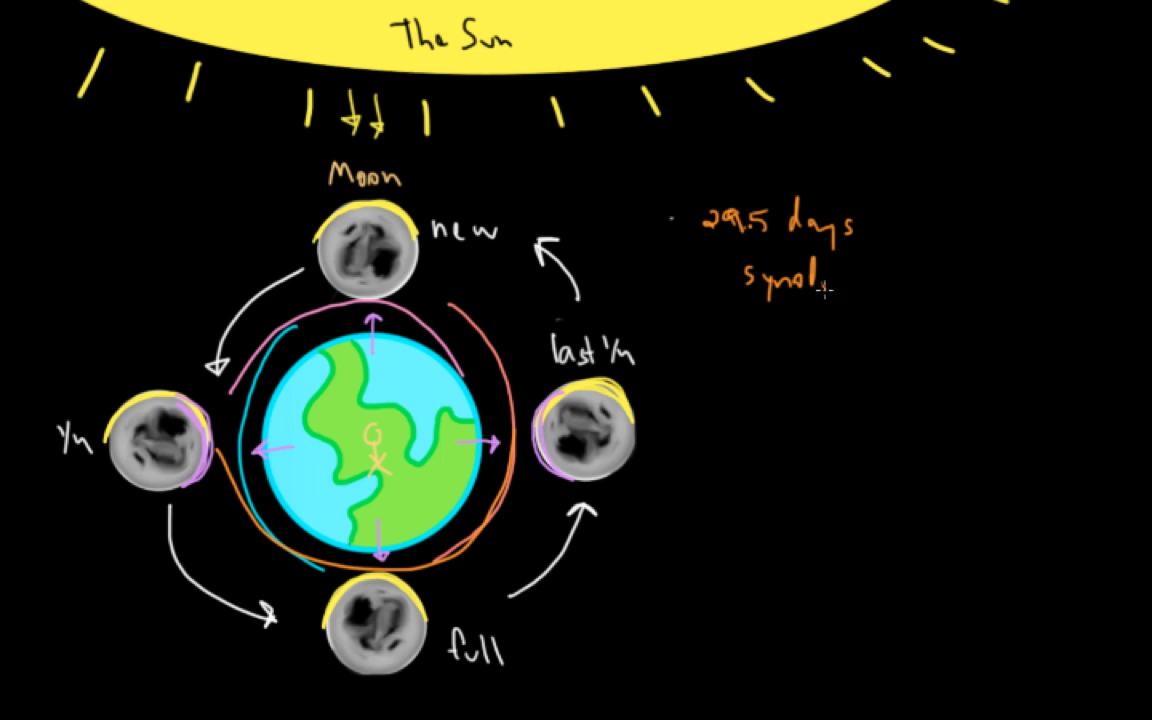 The Sun
Moon
new
29.5 days
synod
last 1/4
1/4
full